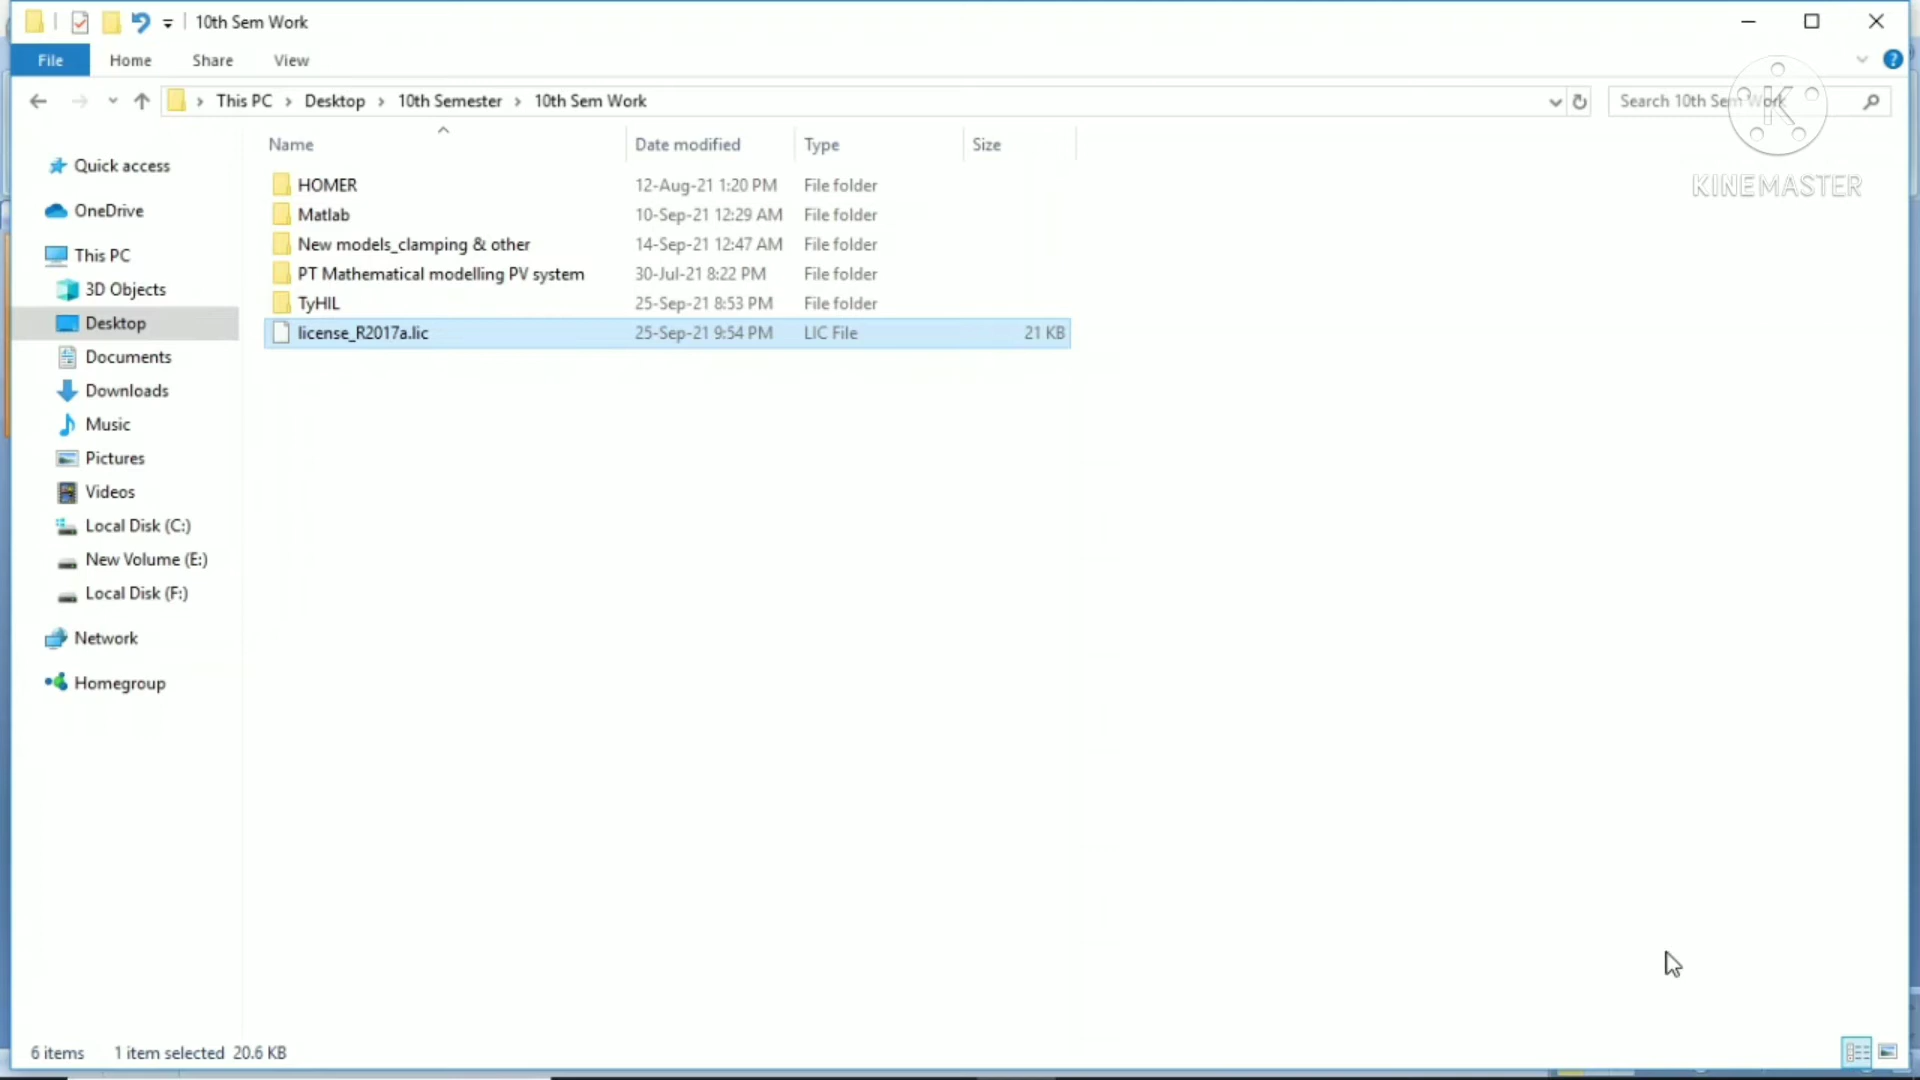 10th Sem Work
File Home Share View
This PC Desktop 10th Semester 10th Sem Work
Search 10th Sem Work
KINEMASTER
Name Date modified Type Size
HOMER 12-Aug-21 1:20 PM File folder
Matlab 10-Sep-21 12:29 AM File folder
New models_clamping & other 14-Sep-21 12:47 AM File folder
PT Mathematical modelling PV system 30-Jul-21 8:22 PM File folder
TyHIL 25-Sep-21 8:53 PM File folder
license_R2017a.lic 25-Sep-21 9:54 PM LIC File 21 KB
Quick access
OneDrive
This PC
3D Objects
Desktop
Documents
Downloads
Music
Pictures
Videos
Local Disk (C:)
New Volume (E:)
Local Disk (F:)
Network
Homegroup
6 items 1 item selected 20.6 KB